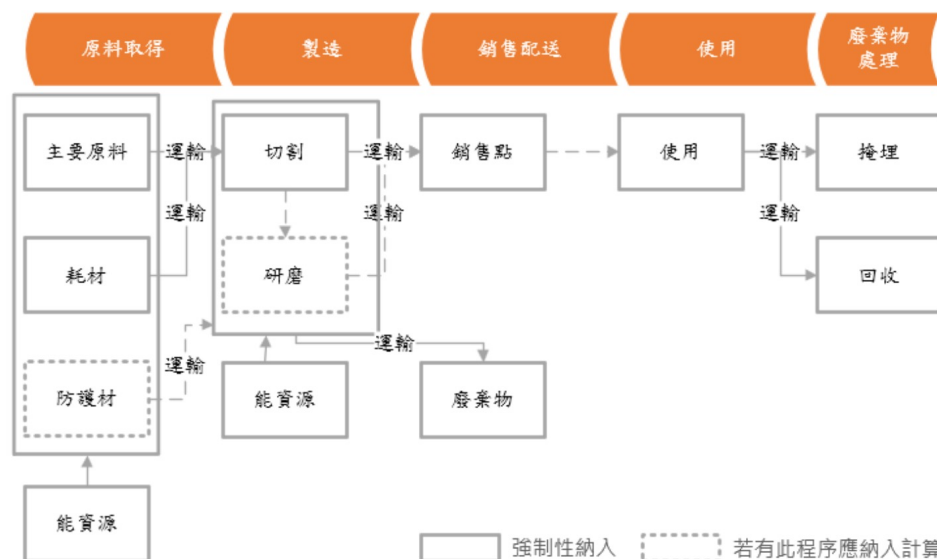 原料取得
製造
銷售配送
使用
廢棄物
處理
主要原料
運輸
切割
運輸
銷售點
使用
運輸
掩埋
運輸
運輸
運輸
耗材
研磨
回收
運輸
運輸
防護材
能資源
廢棄物
能資源
強制性納入
若有此程序應納入計算